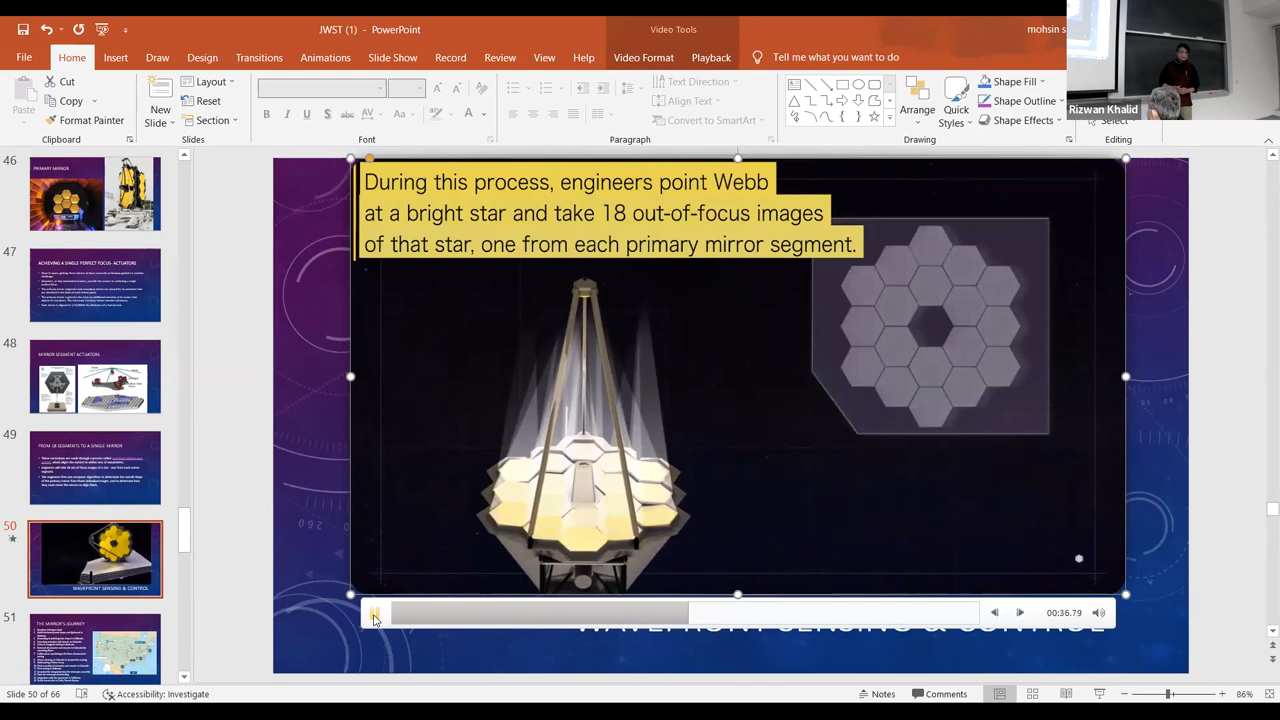 JWST (1) - PowerPoint
Video Tools
mohsin s
File Home Insert Draw Design Transitions Animations Slide Show Record Review View Help Video Format Playback Tell me what you want to do
Paste
Cut
Copy
Format Painter
Clipboard
New
Slide
Layout
Reset
Section
Slides
B I U S abc AV Aa A
Font
Text Direction
Align Text
Convert to SmartArt
Paragraph
Arrange
Quick
Styles
Shape Fill
Shape Outline
Shape Effects
Drawing
Select
Editing
Rizwan Khalid
46
PRIMARY MIRROR
47
ACHIEVING A SINGLE PERFECT FOCUS- ACTUATORS
48
MIRROR SEGMENT ACTUATORS
49
FROM 18 SEGMENTS TO A SINGLE MIRROR
50
WAVEFRONT SENSING & CONTROL
51
THE MIRROR'S JOURNEY
During this process, engineers point Webb
at a bright star and take 18 out-of-focus images
of that star, one from each primary mirror segment.
00:36.79
Slide 50 of 66 Accessibility: Investigate Notes Comments 86%